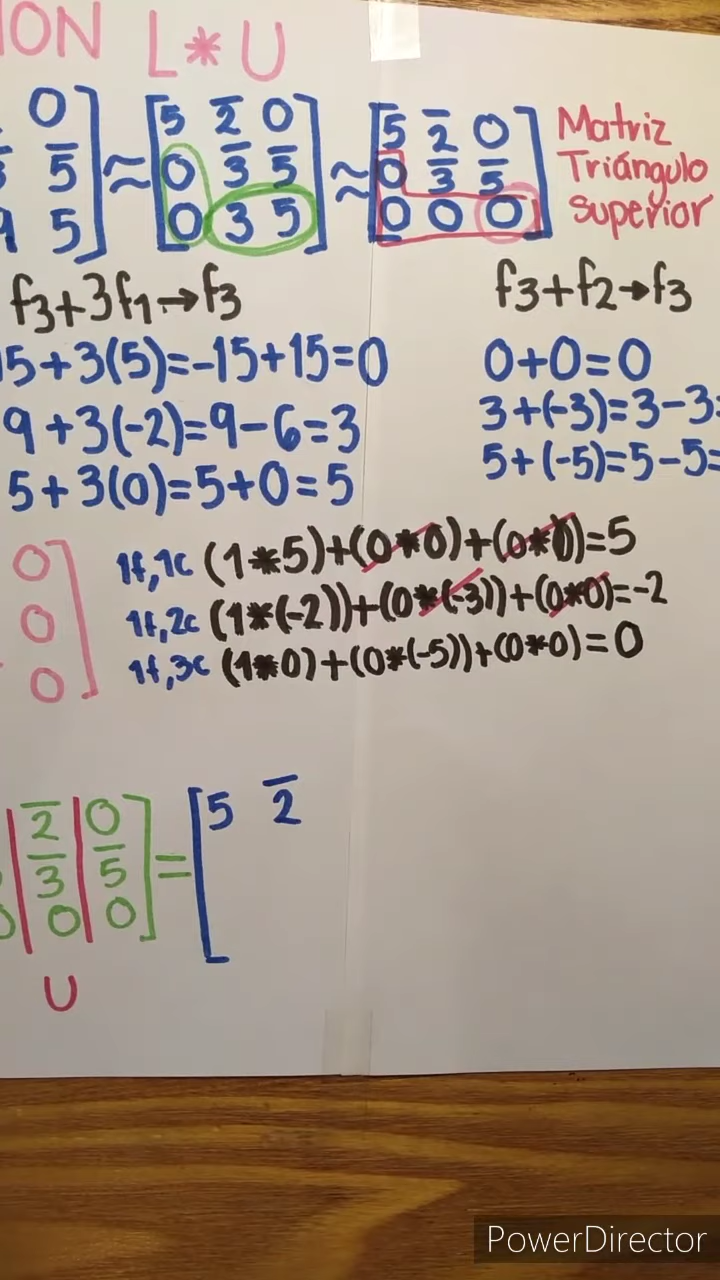 ION L*U
0 ] ≈ [ 5 2̅ 0 ] ≈ [ 5 2̅ 0 ] Matriz
5̅ 0 3̅ 5̅ 0 3̅ 5̅ Triángulo
9 5 0 3 5 0 0 0 superior
f3+3f1→f3 f3+f2→f3
15+3(5)=-15+15=0 0+0=0
9+3(-2)=9-6=3 3+(-3)=3-3=
5+3(0)=5+0=5 5+(-5)=5-5=
0 1f,1c (1*5)+(0*0)+(0*0)=5
0 1f,2c (1*(-2))+(0*(-3))+(0*0)=-2
0 1f,3c (1*0)+(0*(-5))+(0*0)=0
2̅ 0 ] = [ 5 2̅
3̅ 5̅
0 0 0
U
PowerDirector